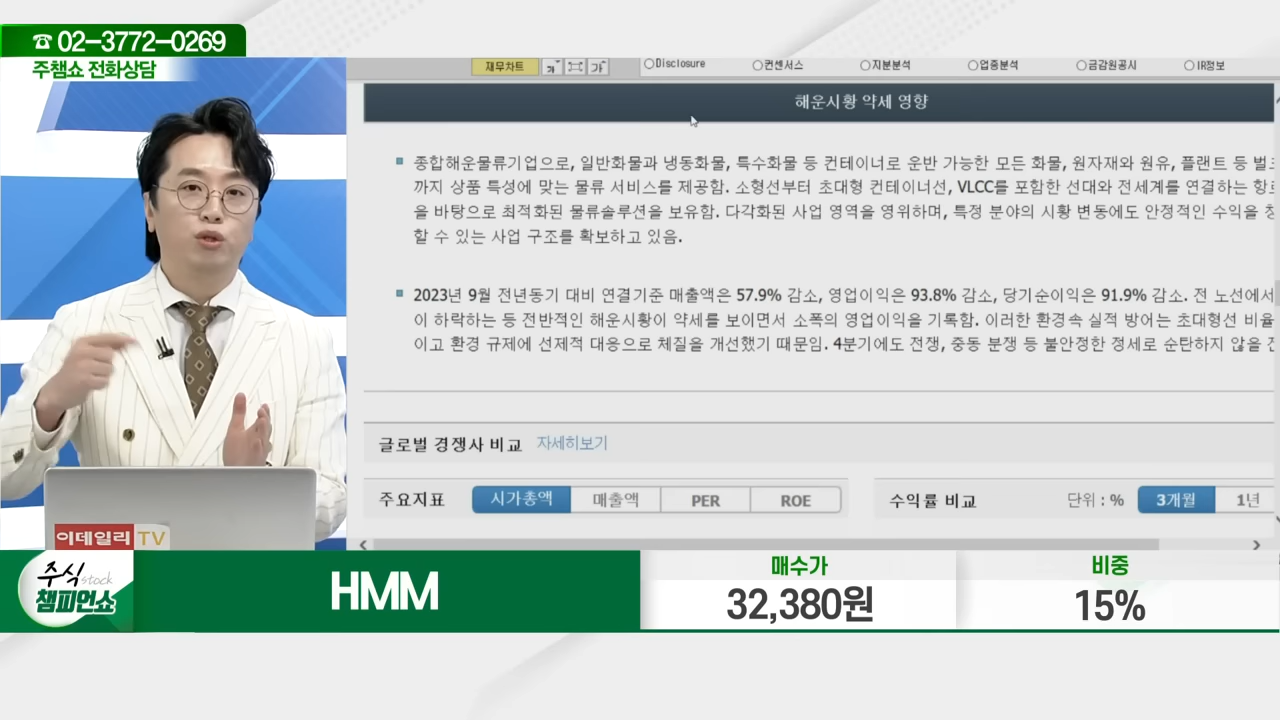 ☎ 02-3772-0269
주챔쇼 전화상담
재무차트
가
가
Disclosure
컨센서스
지분분석
업종분석
금감원공시
IR정보
해운시황 약세 영향
종합해운물류기업으로, 일반화물과 냉동화물, 특수화물 등 컨테이너로 운반 가능한 모든 화물, 원자재와 원유, 플랜트 등 벌크
까지 상품 특성에 맞는 물류 서비스를 제공함. 소형선부터 초대형 컨테이너선, VLCC를 포함한 선대와 전세계를 연결하는 항로
을 바탕으로 최적화된 물류솔루션을 보유함. 다각화된 사업 영역을 영위하며, 특정 분야의 시황 변동에도 안정적인 수익을 창
할 수 있는 사업 구조를 확보하고 있음.
2023년 9월 전년동기 대비 연결기준 매출액은 57.9% 감소, 영업이익은 93.8% 감소, 당기순이익은 91.9% 감소. 전 노선에서
이 하락하는 등 전반적인 해운시황이 약세를 보이면서 소폭의 영업이익을 기록함. 이러한 환경속 실적 방어는 초대형선 비율
이고 환경 규제에 선제적 대응으로 체질을 개선했기 때문임. 4분기에도 전쟁, 중동 분쟁 등 불안정한 정세로 순탄하지 않을
글로벌 경쟁사 비교 자세히보기
주요지표 시가총액 매출액 PER ROE
수익률 비교 단위 : % 3개월 1년
이데일리 TV
주식 stock
챔피언쇼
HMM
매수가
32,380원
비중
15%